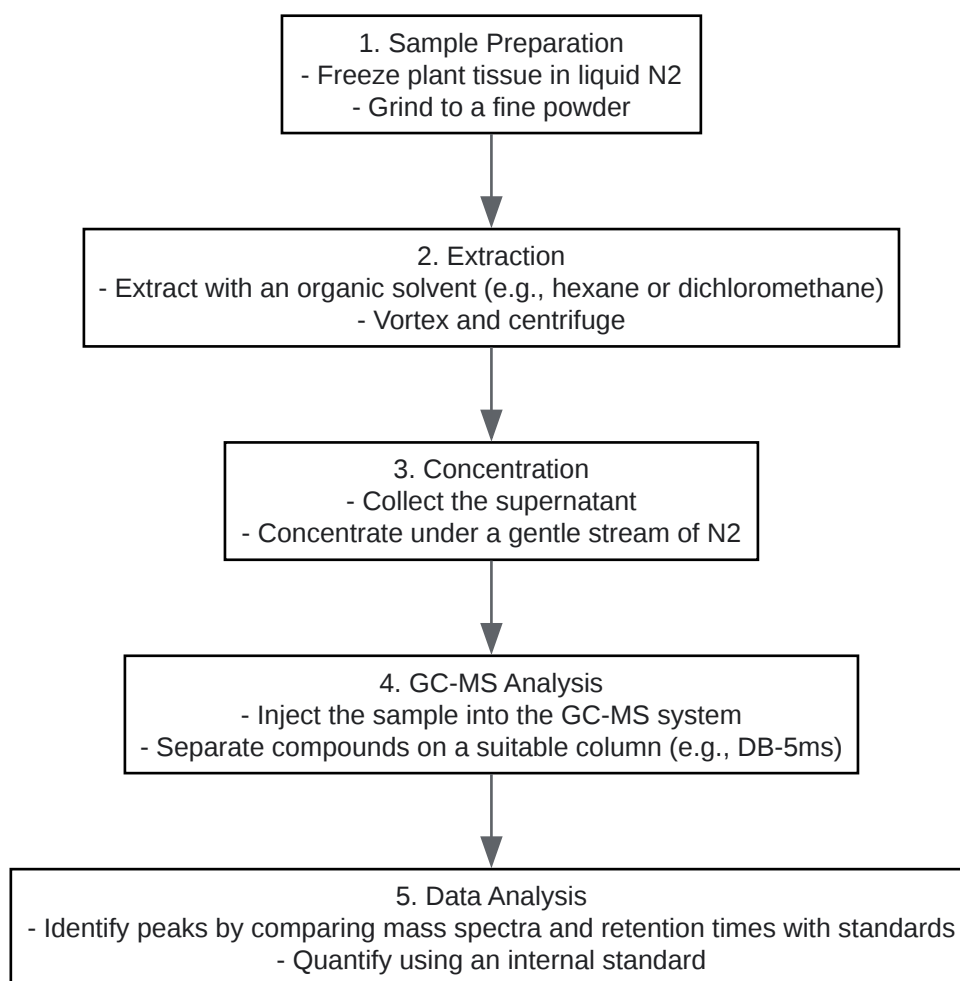 1. Sample Preparation
- Freeze plant tissue in liquid N2
- Grind to a fine powder
2. Extraction
- Extract with an organic solvent (e.g., hexane or dichloromethane)
- Vortex and centrifuge
3. Concentration
- Collect the supernatant
- Concentrate under a gentle stream of N2
4. GC-MS Analysis
- Inject the sample into the GC-MS system
- Separate compounds on a suitable column (e.g., DB-5ms)
5. Data Analysis
- Identify peaks by comparing mass spectra and retention times with standards
- Quantify using an internal standard